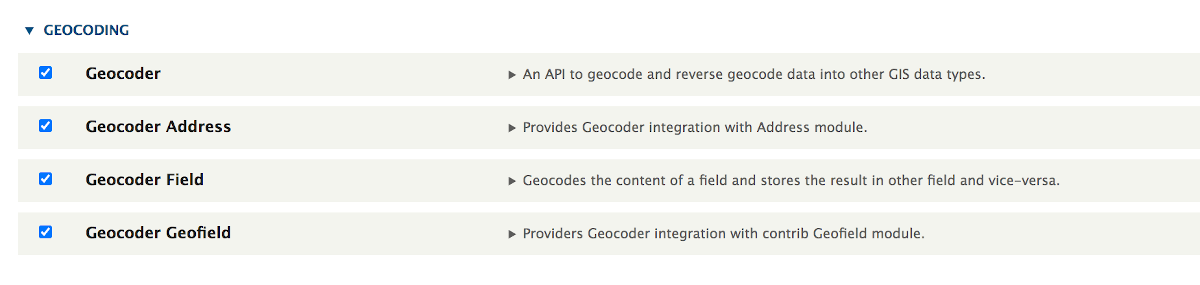 GEOCODING
Geocoder An API to geocode and reverse geocode data into other GIS data types.
Geocoder Address Provides Geocoder integration with Address module.
Geocoder Field Geocodes the content of a field and stores the result in other field and vice-versa.
Geocoder Geofield Providers Geocoder integration with contrib Geofield module.